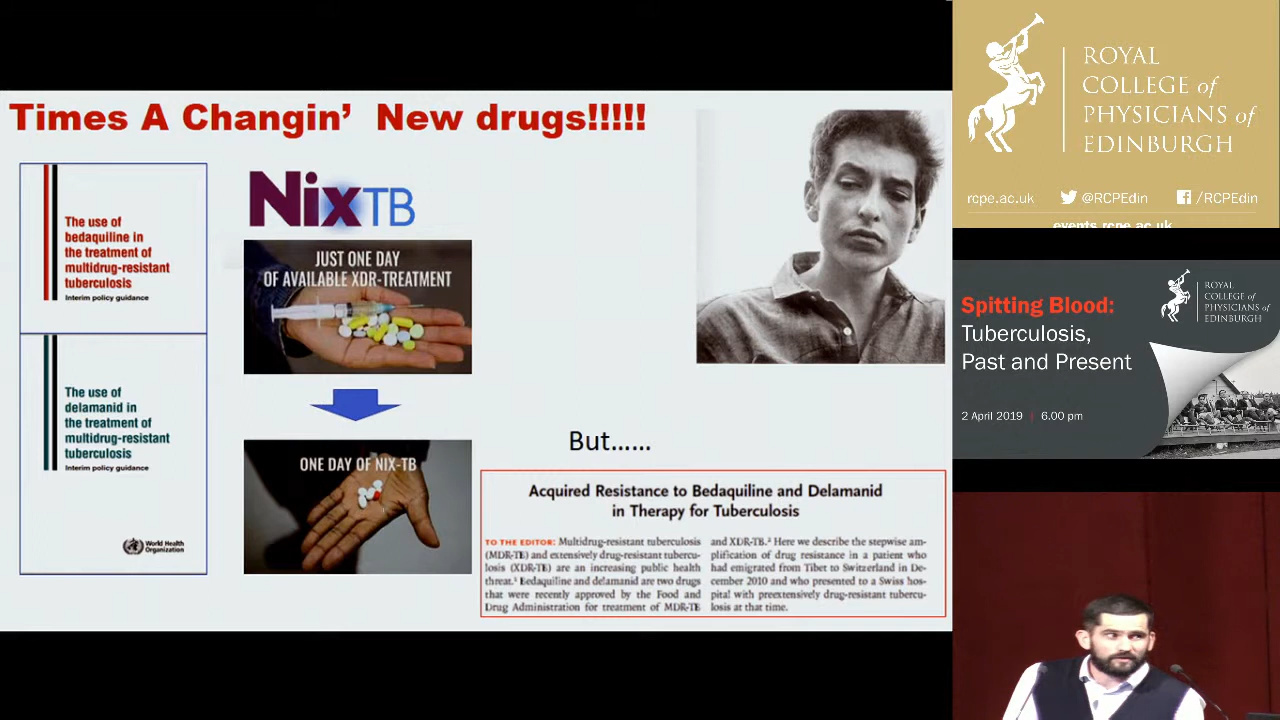 Times A Changin’  New drugs!!!!!
The use of
bedaquiline in
the treatment of
multidrug-resistant
tuberculosis
Interim policy guidance
The use of
delamanid in
the treatment of
multidrug-resistant
tuberculosis
Interim policy guidance
World Health
Organization
NixTB
JUST ONE DAY
OF AVAILABLE XDR-TREATMENT
ONE DAY OF NIX-TB
But......
Acquired Resistance to Bedaquiline and Delamanid
in Therapy for Tuberculosis
TO THE EDITOR: Multidrug-resistant tuberculosis
(MDR-TB) and extensively drug-resistant tubercu-
losis (XDR-TB) are an increasing public health
threat.1 Bedaquiline and delamanid are two drugs
that were recently approved by the Food and
Drug Administration for treatment of MDR-TB
and XDR-TB.2 Here we describe the stepwise am-
plification of drug resistance in a patient who
had emigrated from Tibet to Switzerland in De-
cember 2010 and who presented to a Swiss hos-
pital with preextensively drug-resistant tubercu-
losis at that time.
ROYAL
COLLEGE of
PHYSICIANS of
EDINBURGH
rcpe.ac.uk
@RCPEdin
/RCPEdin
events.rcpe.ac.uk
Spitting Blood:
Tuberculosis,
Past and Present
2 April 2019 | 6.00 pm
ROYAL
COLLEGE of
PHYSICIANS of
EDINBURGH